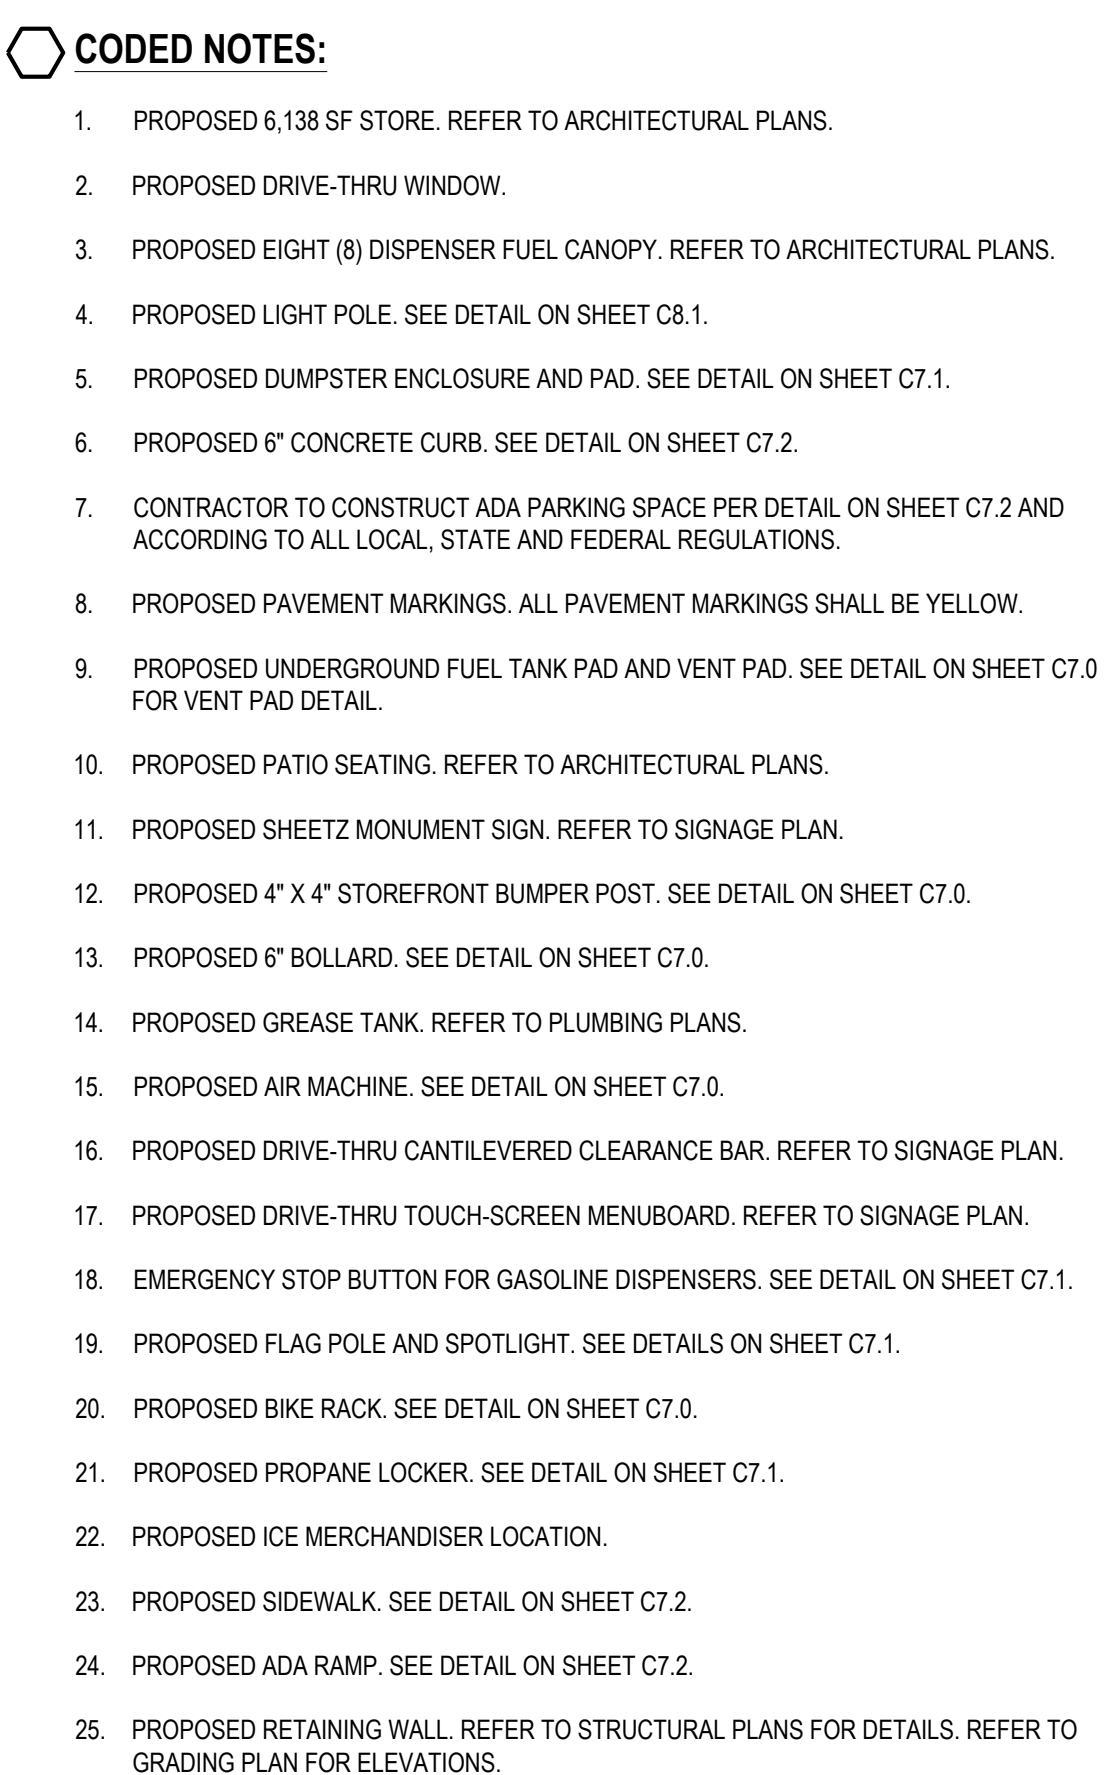 CODED NOTES:
1. PROPOSED 6,138 SF STORE. REFER TO ARCHITECTURAL PLANS.
2. PROPOSED DRIVE-THRU WINDOW.
3. PROPOSED EIGHT (8) DISPENSER FUEL CANOPY. REFER TO ARCHITECTURAL PLANS.
4. PROPOSED LIGHT POLE. SEE DETAIL ON SHEET C8.1.
5. PROPOSED DUMPSTER ENCLOSURE AND PAD. SEE DETAIL ON SHEET C7.1.
6. PROPOSED 6" CONCRETE CURB. SEE DETAIL ON SHEET C7.2.
7. CONTRACTOR TO CONSTRUCT ADA PARKING SPACE PER DETAIL ON SHEET C7.2 AND
ACCORDING TO ALL LOCAL, STATE AND FEDERAL REGULATIONS.
8. PROPOSED PAVEMENT MARKINGS. ALL PAVEMENT MARKINGS SHALL BE YELLOW.
9. PROPOSED UNDERGROUND FUEL TANK PAD AND VENT PAD. SEE DETAIL ON SHEET C7.0
FOR VENT PAD DETAIL.
10. PROPOSED PATIO SEATING. REFER TO ARCHITECTURAL PLANS.
11. PROPOSED SHEETZ MONUMENT SIGN. REFER TO SIGNAGE PLAN.
12. PROPOSED 4" X 4" STOREFRONT BUMPER POST. SEE DETAIL ON SHEET C7.0.
13. PROPOSED 6" BOLLARD. SEE DETAIL ON SHEET C7.0.
14. PROPOSED GREASE TANK. REFER TO PLUMBING PLANS.
15. PROPOSED AIR MACHINE. SEE DETAIL ON SHEET C7.0.
16. PROPOSED DRIVE-THRU CANTILEVERED CLEARANCE BAR. REFER TO SIGNAGE PLAN.
17. PROPOSED DRIVE-THRU TOUCH-SCREEN MENUBOARD. REFER TO SIGNAGE PLAN.
18. EMERGENCY STOP BUTTON FOR GASOLINE DISPENSERS. SEE DETAIL ON SHEET C7.1.
19. PROPOSED FLAG POLE AND SPOTLIGHT. SEE DETAILS ON SHEET C7.1.
20. PROPOSED BIKE RACK. SEE DETAIL ON SHEET C7.0.
21. PROPOSED PROPANE LOCKER. SEE DETAIL ON SHEET C7.1.
22. PROPOSED ICE MERCHANDISER LOCATION.
23. PROPOSED SIDEWALK. SEE DETAIL ON SHEET C7.2.
24. PROPOSED ADA RAMP. SEE DETAIL ON SHEET C7.2.
25. PROPOSED RETAINING WALL. REFER TO STRUCTURAL PLANS FOR DETAILS. REFER TO
GRADING PLAN FOR ELEVATIONS.